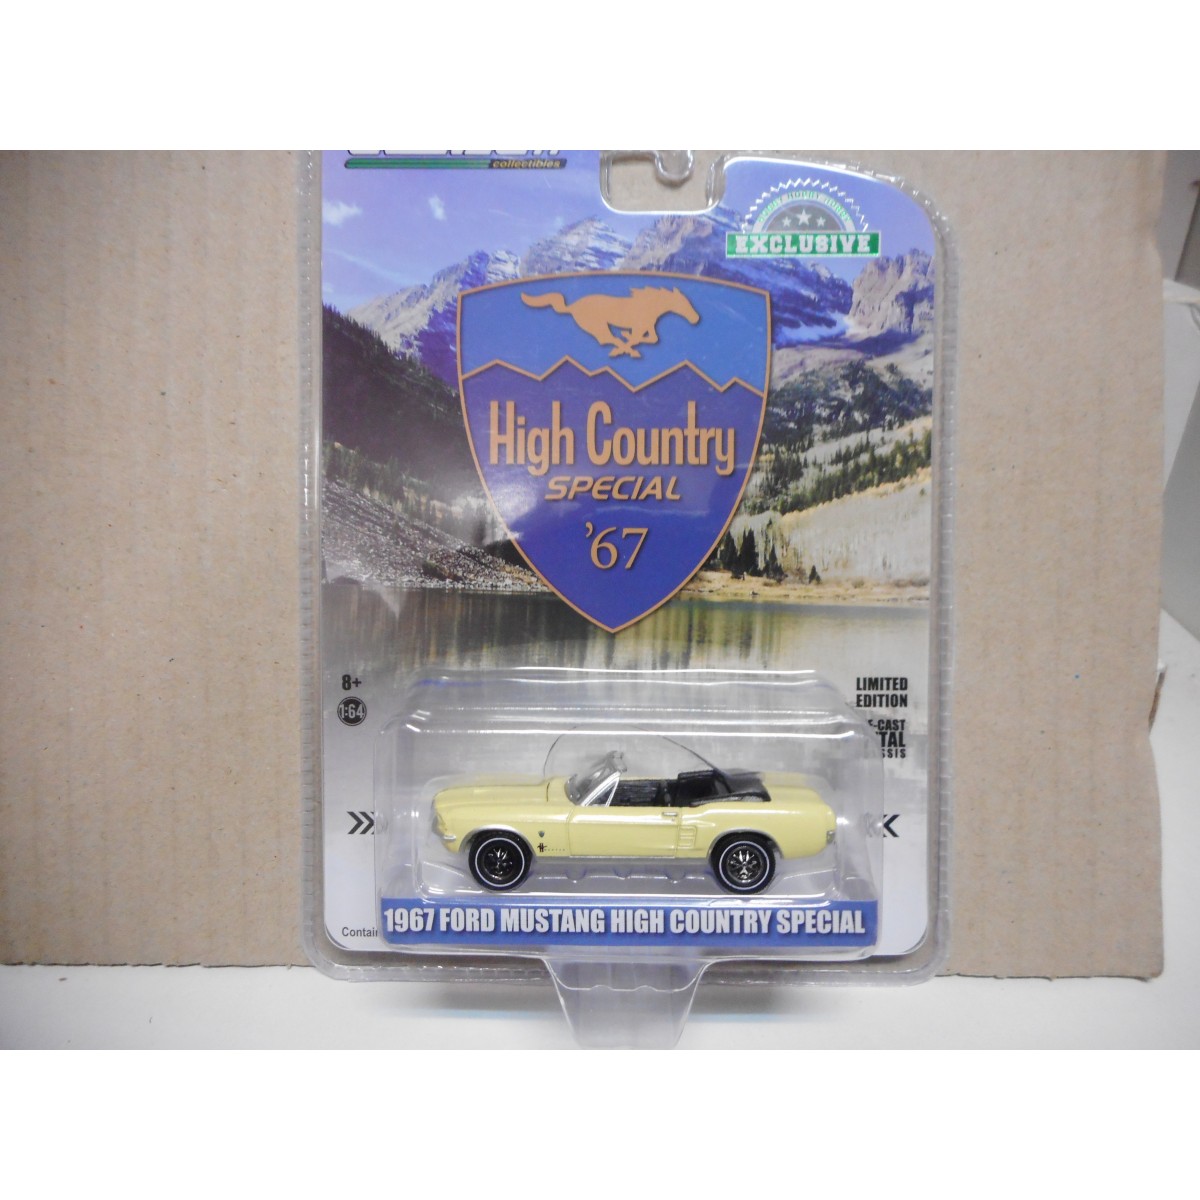 collectibles
EXCLUSIVE
High Country
SPECIAL
'67
8+
1:64
LIMITED
EDITION
1967 FORD MUSTANG HIGH COUNTRY SPECIAL